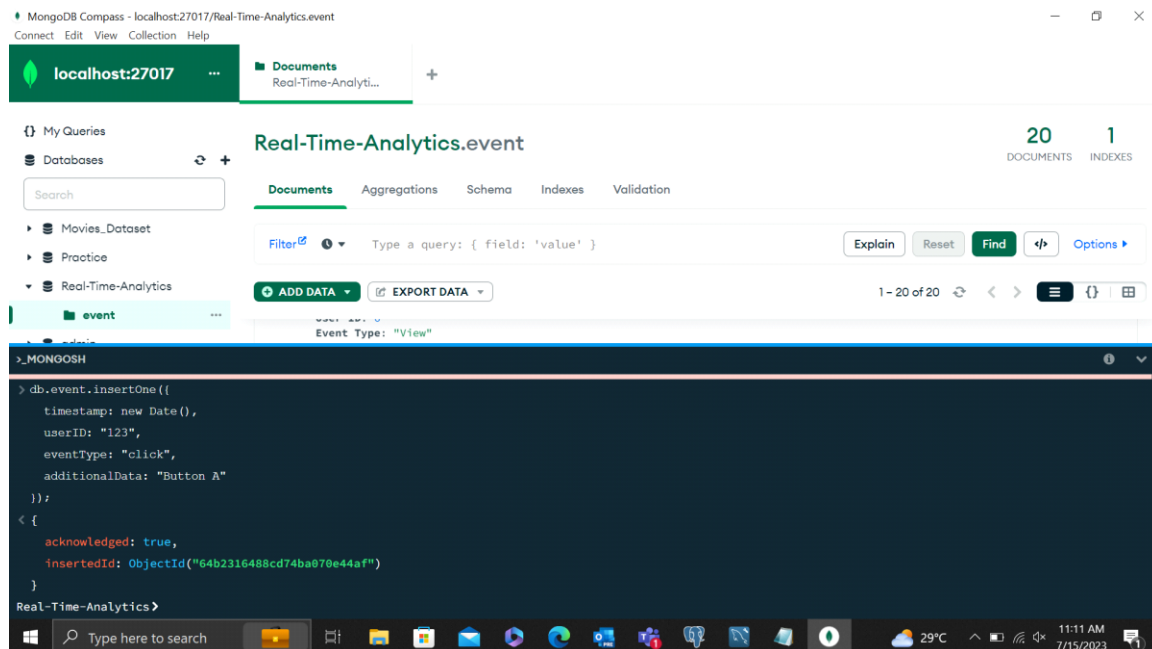 MongoDB Compass - localhost:27017/Real-Time-Analytics.event
Connect Edit View Collection Help
localhost:27017 ...
Documents
Real-Time-Analyti...
{} My Queries
Databases
Search
Movies_Dataset
Practice
Real-Time-Analytics
event ...
Real-Time-Analytics.event
20
DOCUMENTS
1
INDEXES
Documents Aggregations Schema Indexes Validation
Filter Type a query: { field: 'value' } Explain Reset Find </> Options
ADD DATA EXPORT DATA 1 – 20 of 20 {}
Event Type: "View"
>_MONGOSH
> db.event.insertOne({
timestamp: new Date(),
userID: "123",
eventType: "click",
additionalData: "Button A"
});
< {
acknowledged: true,
insertedId: ObjectId("64b2316488cd74ba070e44af")
}
Real-Time-Analytics>
Type here to search
29°C
11:11 AM
7/15/2023
1